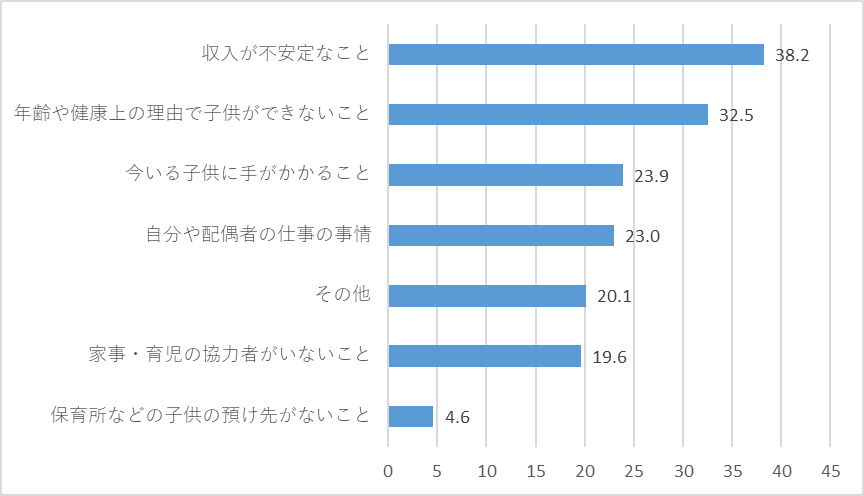 収入が不安定なこと 38.2
年齢や健康上の理由で子供ができないこと 32.5
今いる子供に手がかかること 23.9
自分や配偶者の仕事の事情 23.0
その他 20.1
家事・育児の協力者がいないこと 19.6
保育所などの子供の預け先がないこと 4.6
0 5 10 15 20 25 30 35 40 45